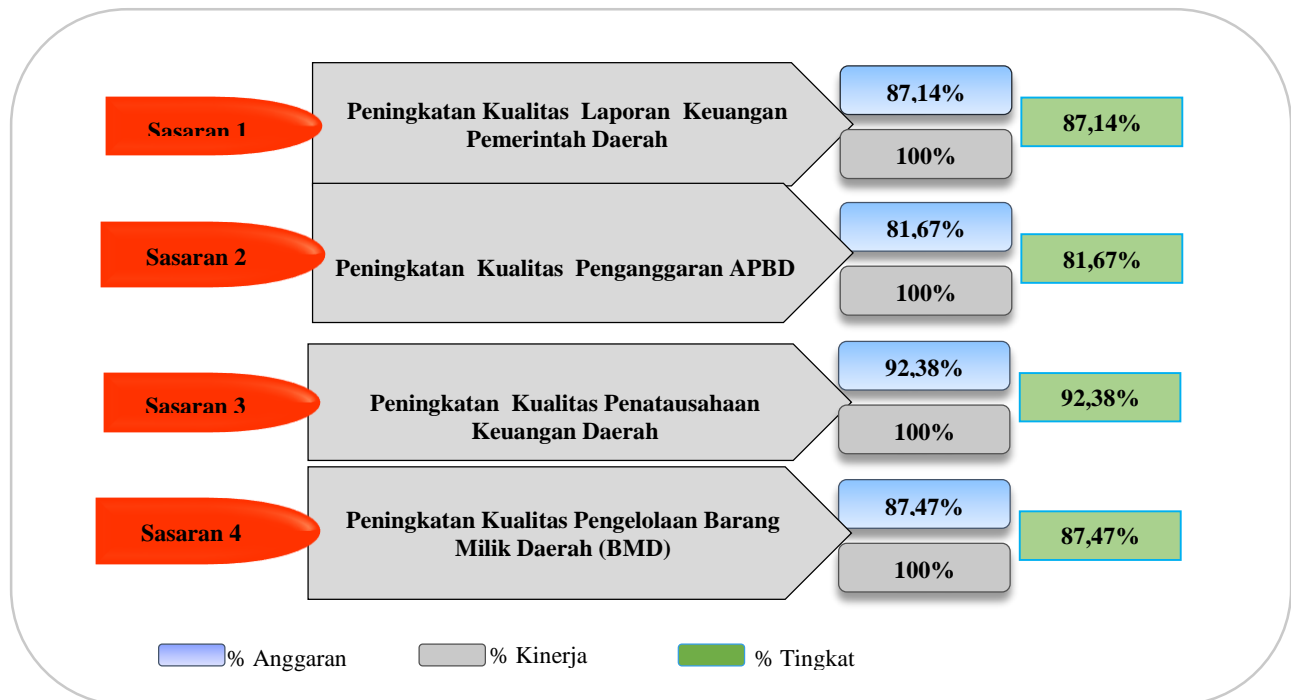 Sasaran 1
Peningkatan Kualitas Laporan Keuangan
Pemerintah Daerah
87,14%
100%
87,14%
Sasaran 2
Peningkatan Kualitas Penganggaran APBD
81,67%
100%
81,67%
Sasaran 3
Peningkatan Kualitas Penatausahaan
Keuangan Daerah
92,38%
100%
92,38%
Sasaran 4
Peningkatan Kualitas Pengelolaan Barang
Milik Daerah (BMD)
87,47%
100%
87,47%
% Anggaran
% Kinerja
% Tingkat